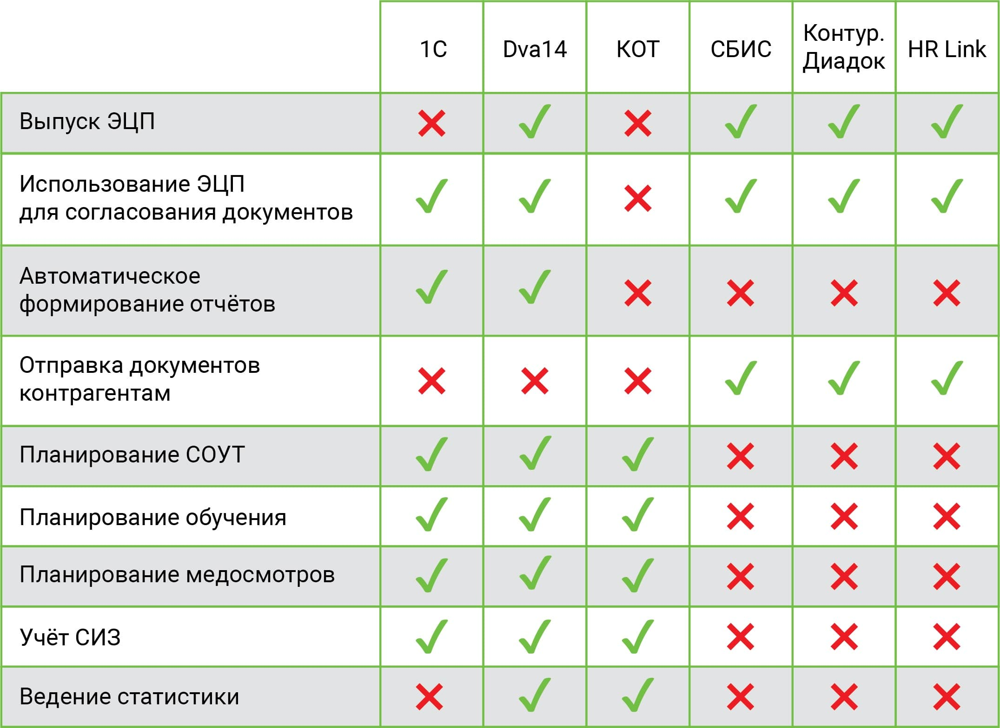 1С
Dva14
КОТ
СБИС
Контур.
Диадок
HR Link
Выпуск ЭЦП
Использование ЭЦП
для согласования документов
Автоматическое
формирование отчётов
Отправка документов
контрагентам
Планирование СОУТ
Планирование обучения
Планирование медосмотров
Учёт СИЗ
Ведение статистики